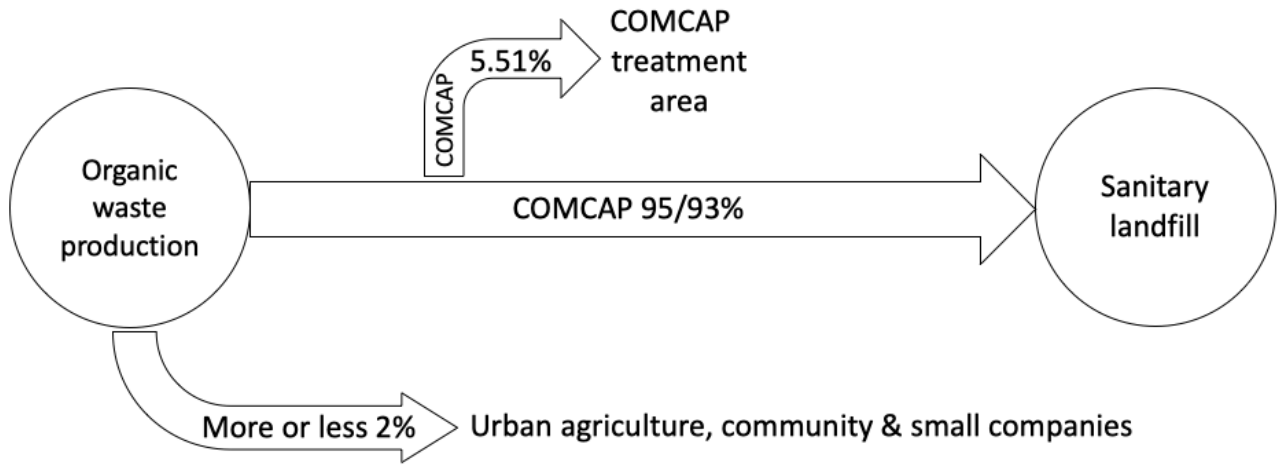 COMCAP
treatment
area
5.51%
COMCAP
Organic
waste
production
COMCAP 95/93%
Sanitary
landfill
More or less 2%
Urban agriculture, community & small companies